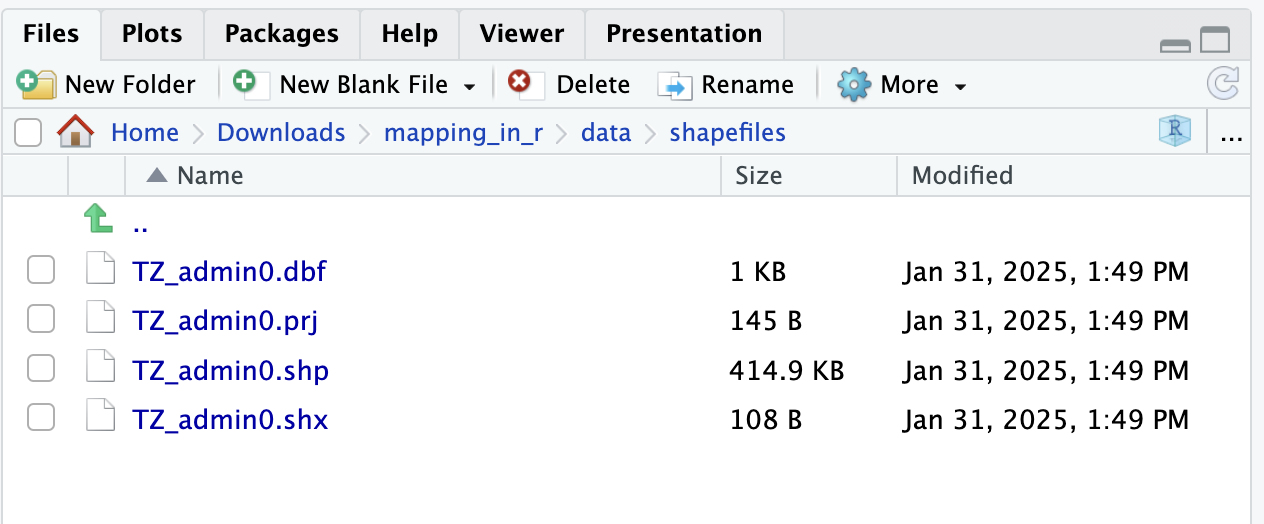 Files Plots Packages Help Viewer Presentation
New Folder New Blank File Delete Rename More
Home Downloads mapping_in_r data shapefiles R ...
Name Size Modified
..
TZ_admin0.dbf 1 KB Jan 31, 2025, 1:49 PM
TZ_admin0.prj 145 B Jan 31, 2025, 1:49 PM
TZ_admin0.shp 414.9 KB Jan 31, 2025, 1:49 PM
TZ_admin0.shx 108 B Jan 31, 2025, 1:49 PM